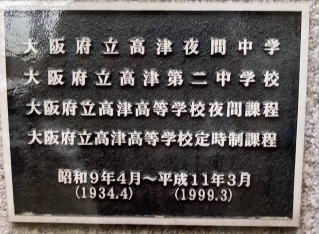 大阪府立高津夜間中学
大阪府立高津第二中学校
大阪府立高津高等学校夜間課程
大阪府立高津高等学校定時制課程
昭和9年4月〜平成11年3月
(1934.4) (1999.3)